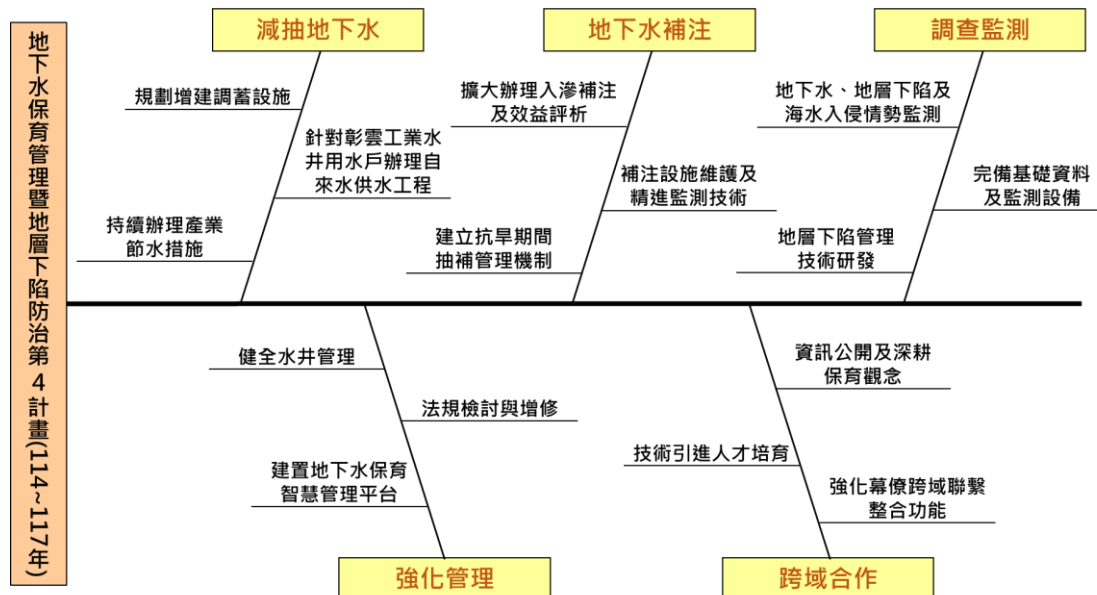 地下水保育管理暨地層下陷防治第4計畫(114~117年)
減抽地下水
規劃增建調蓄設施
針對彰雲工業水
井用水戶辦理自
來水供水工程
持續辦理產業
節水措施
地下水補注
擴大辦理入滲補注
及效益評析
補注設施維護及
精進監測技術
建立抗旱期間
抽補管理機制
調查監測
地下水、地層下陷及
海水入侵情勢監測
完備基礎資料
及監測設備
地層下陷管理
技術研發
健全水井管理
法規檢討與增修
建置地下水保育
智慧管理平台
強化管理
資訊公開及深耕
保育觀念
技術引進人才培育
強化幕僚跨域聯繫
整合功能
跨域合作